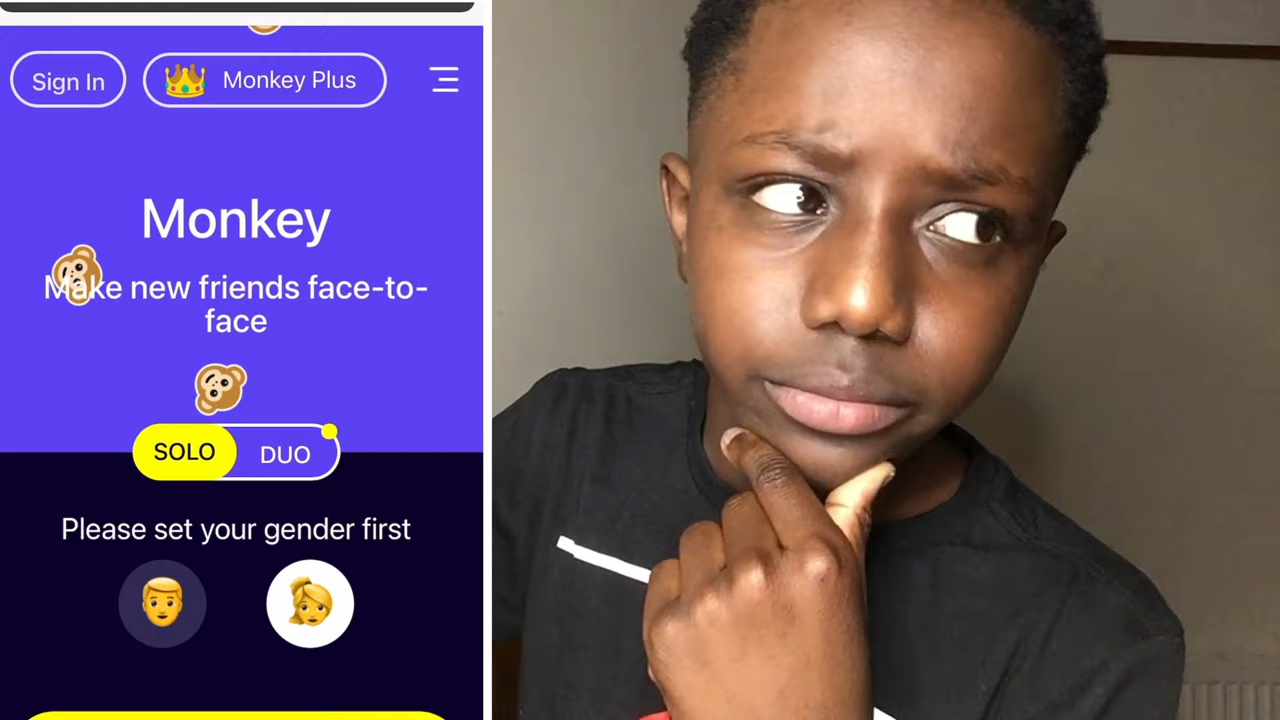 Sign In
Monkey Plus
Monkey
Make new friends face-to-
face
SOLO
DUO
Please set your gender first